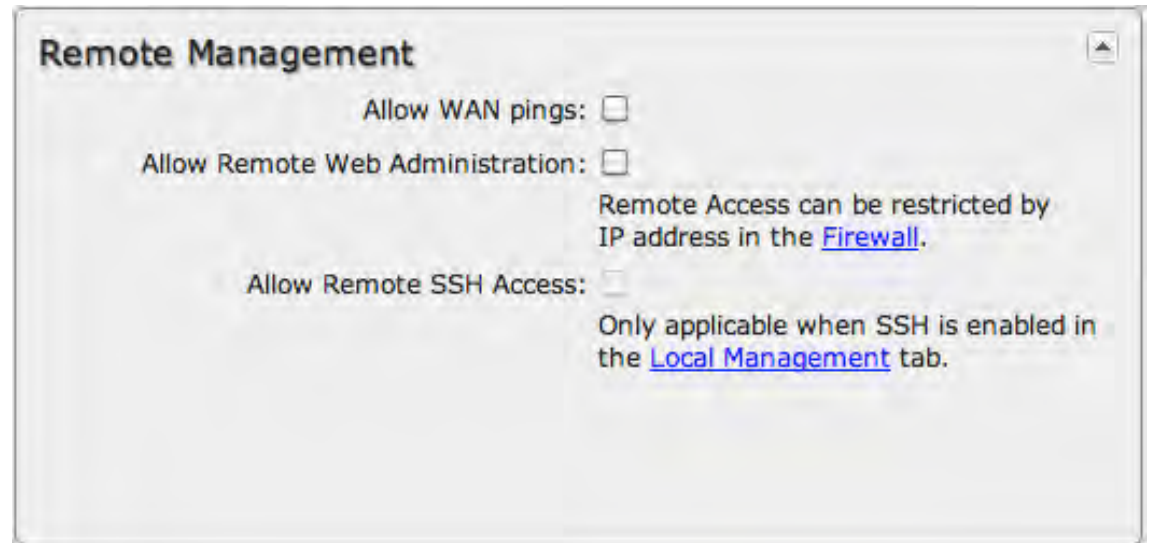 Remote Management
Allow WAN pings:
Allow Remote Web Administration:
Remote Access can be restricted by
IP address in the Firewall.
Allow Remote SSH Access:
Only applicable when SSH is enabled in
the Local Management tab.